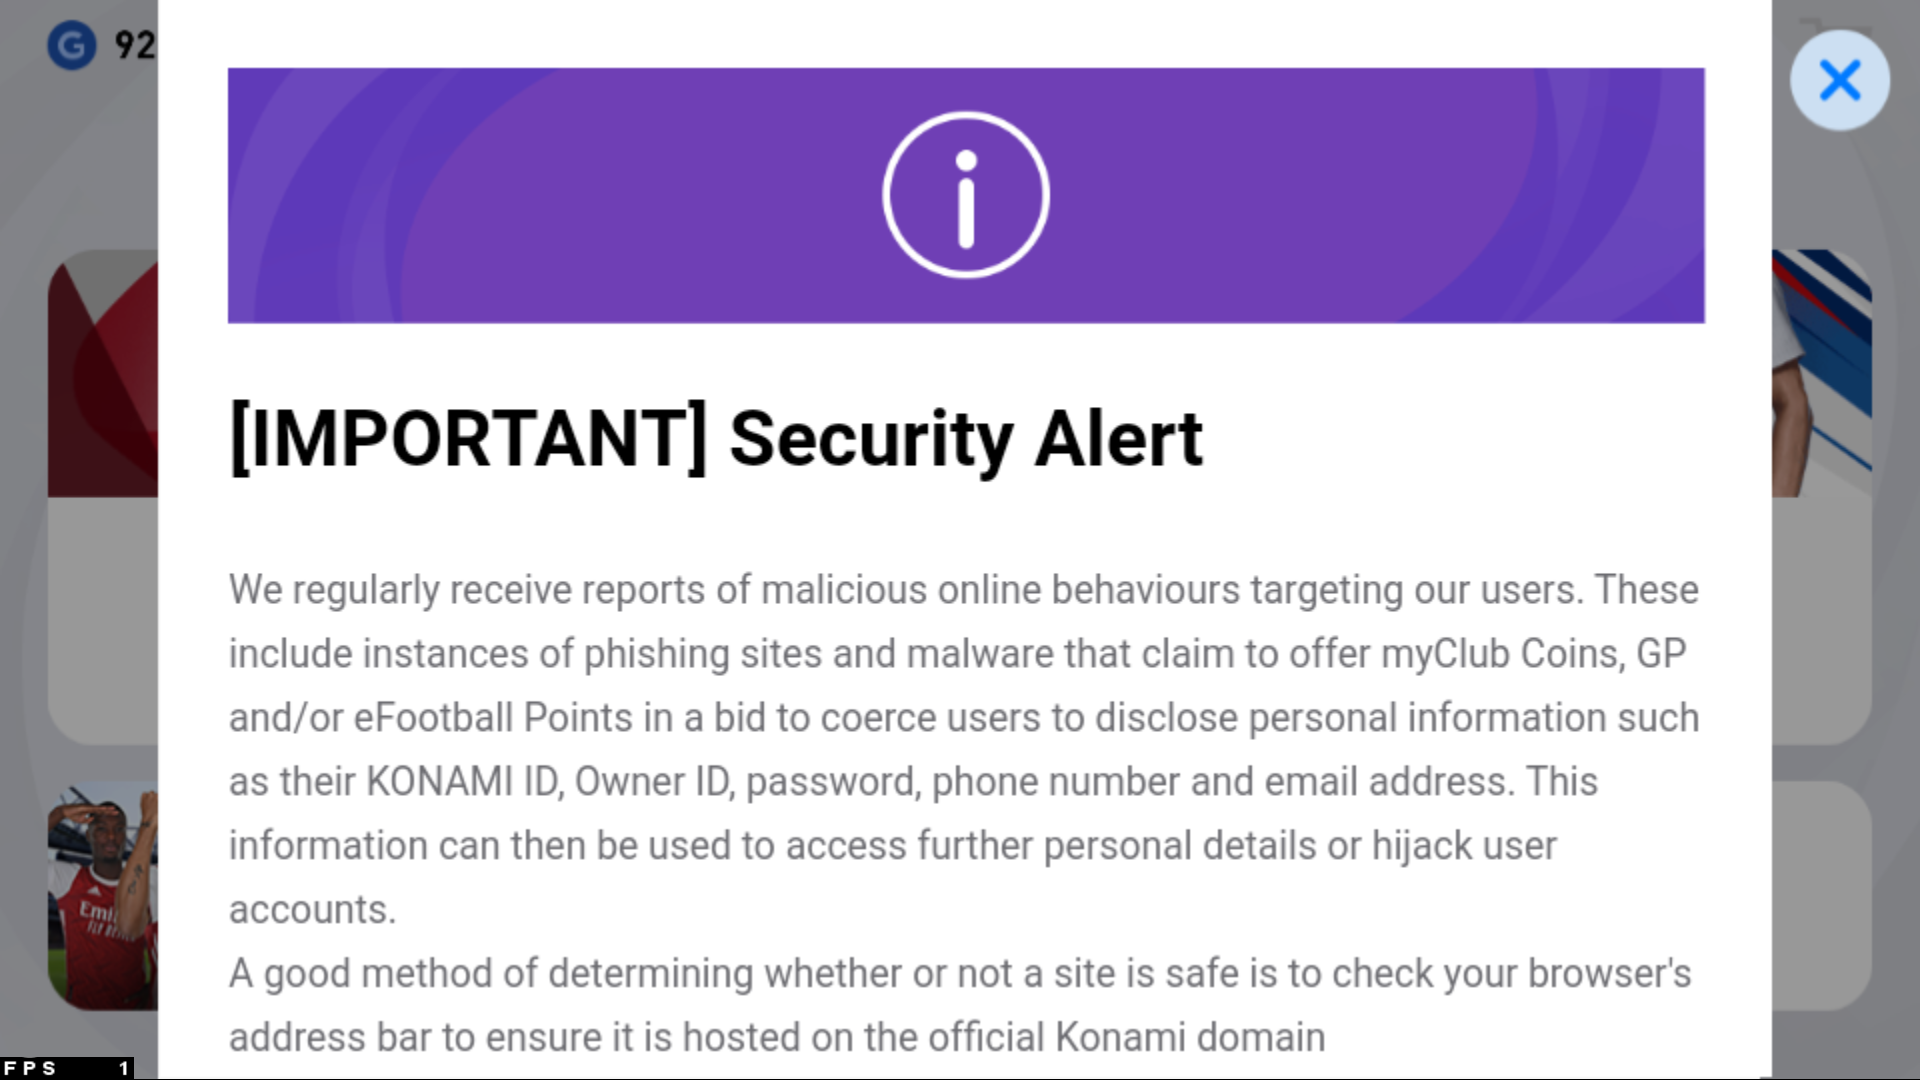 G 92
[IMPORTANT] Security Alert
We regularly receive reports of malicious online behaviours targeting our users. These
include instances of phishing sites and malware that claim to offer myClub Coins, GP
and/or eFootball Points in a bid to coerce users to disclose personal information such
as their KONAMI ID, Owner ID, password, phone number and email address. This
information can then be used to access further personal details or hijack user
accounts.
A good method of determining whether or not a site is safe is to check your browser's
address bar to ensure it is hosted on the official Konami domain
FPS 1